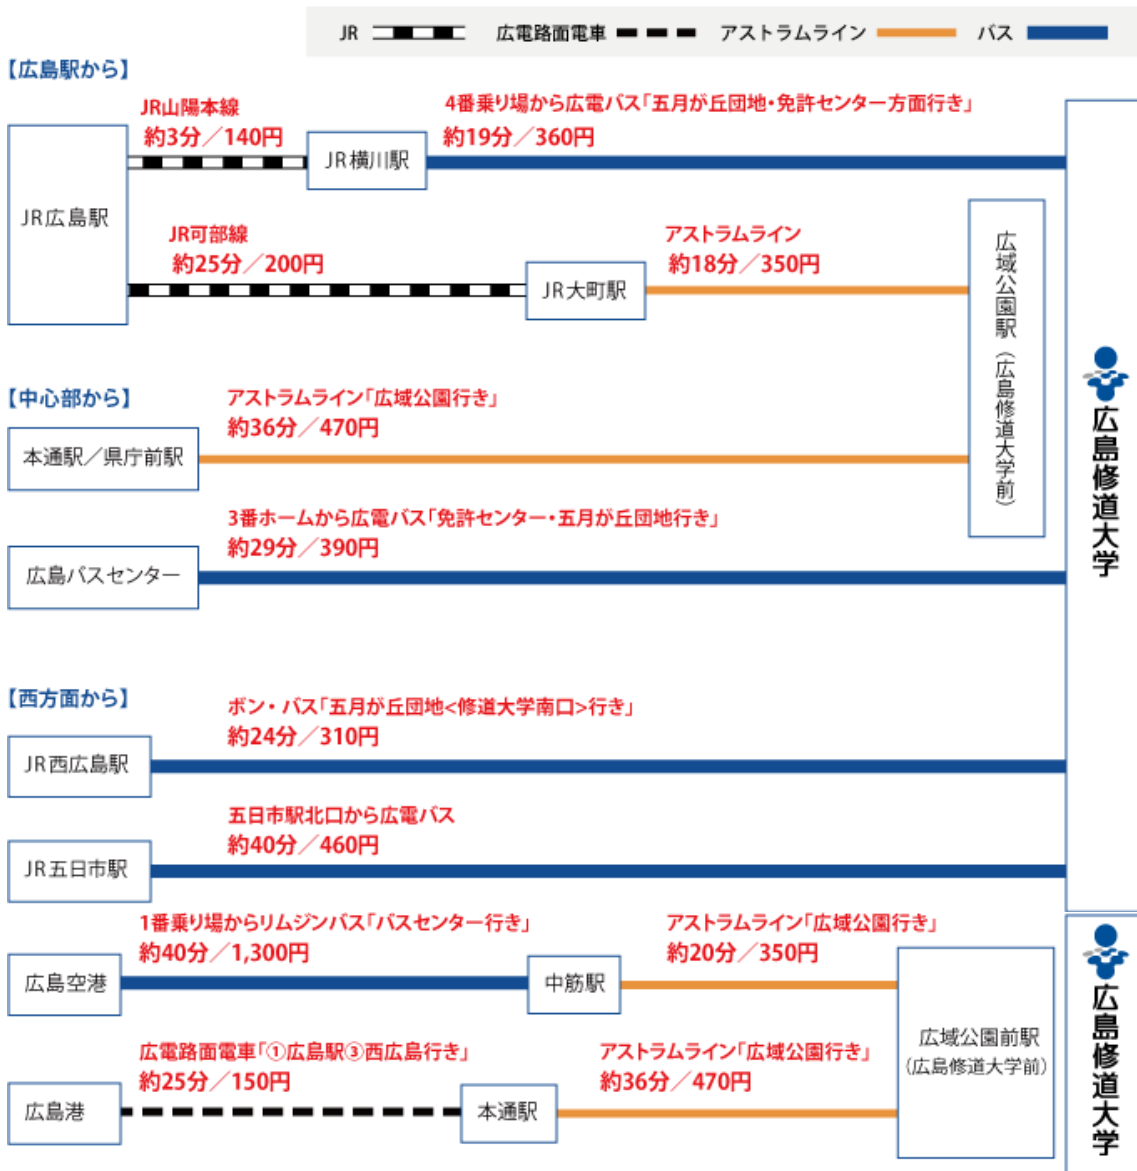 JR 広電路面電車 アストラムライン バス
【広島駅から】
JR山陽本線
約3分／140円
4番乗り場から広電バス「五月が丘団地・免許センター方面行き」
約19分／360円
JR広島駅
JR横川駅
JR可部線
約25分／200円
JR大町駅
アストラムライン
約18分／350円
広域公園駅（広島修道大学前）
広島修道大学
【中心部から】
アストラムライン「広域公園行き」
約36分／470円
本通駅／県庁前駅
3番ホームから広電バス「免許センター・五月が丘団地行き」
約29分／390円
広島バスセンター
【西方面から】
ボン・バス「五月が丘団地<修道大学南口>行き」
約24分／310円
JR西広島駅
五日市駅北口から広電バス
約40分／460円
JR五日市駅
1番乗り場からリムジンバス「バスセンター行き」
約40分／1,300円
広島空港
中筋駅
アストラムライン「広域公園行き」
約20分／350円
広電路面電車「①広島駅③西広島行き」
約25分／150円
広島港
本通駅
アストラムライン「広域公園行き」
約36分／470円
広域公園前駅
（広島修道大学前）
広島修道大学